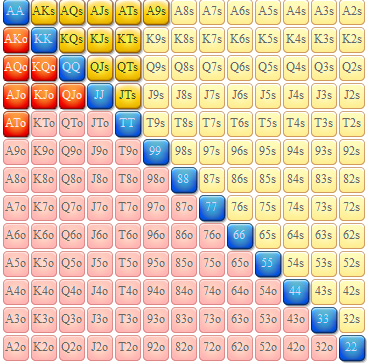 AA AKs AQs AJs ATs A9s A8s A7s A6s A5s A4s A3s A2s
AKo KK KQs KJs KTs K9s K8s K7s K6s K5s K4s K3s K2s
AQo KQo QQ QJs QTs Q9s Q8s Q7s Q6s Q5s Q4s Q3s Q2s
AJo KJo QJo JJ JTs J9s J8s J7s J6s J5s J4s J3s J2s
ATo KTo QTo JTo TT T9s T8s T7s T6s T5s T4s T3s T2s
A9o K9o Q9o J9o T9o 99 98s 97s 96s 95s 94s 93s 92s
A8o K8o Q8o J8o T8o 98o 88 87s 86s 85s 84s 83s 82s
A7o K7o Q7o J7o T7o 97o 87o 77 76s 75s 74s 73s 72s
A6o K6o Q6o J6o T6o 96o 86o 76o 66 65s 64s 63s 62s
A5o K5o Q5o J5o T5o 95o 85o 75o 65o 55 54s 53s 52s
A4o K4o Q4o J4o T4o 94o 84o 74o 64o 54o 44 43s 42s
A3o K3o Q3o J3o T3o 93o 83o 73o 63o 53o 43o 33 32s
A2o K2o Q2o J2o T2o 92o 82o 72o 62o 52o 42o 32o 22